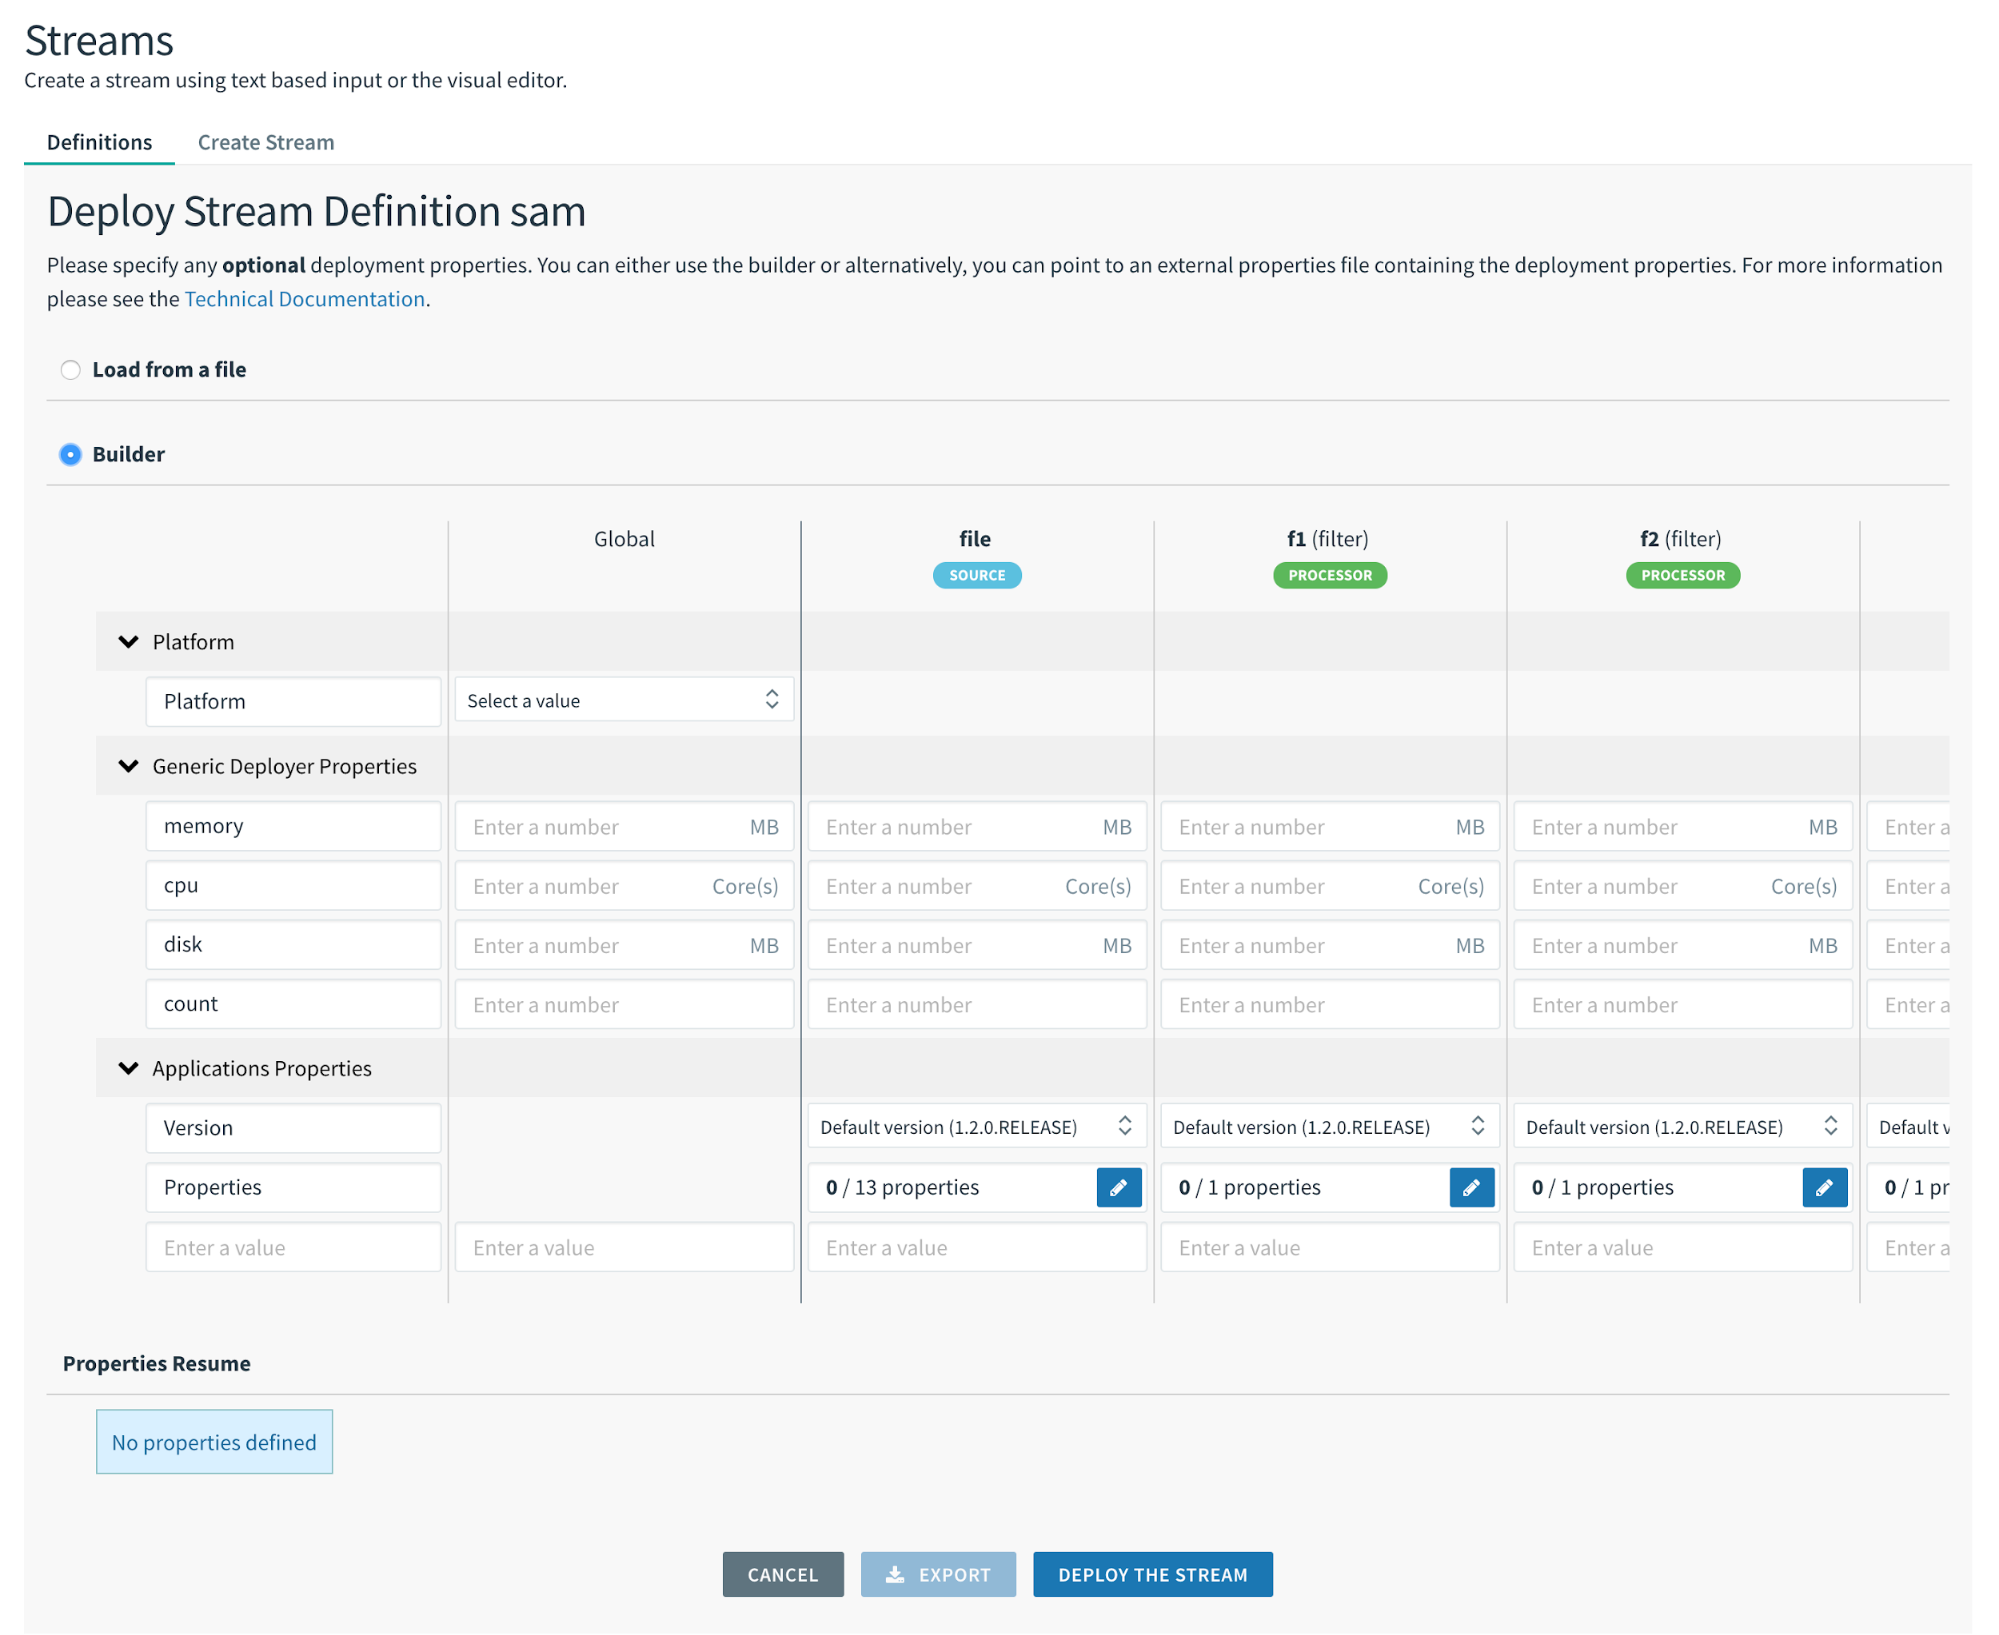 Streams
Create a stream using text based input or the visual editor.
Definitions Create Stream
Deploy Stream Definition sam
Please specify any optional deployment properties. You can either use the builder or alternatively, you can point to an external properties file containing the deployment properties. For more information
please see the Technical Documentation.
Load from a file
Builder
Global file f1 (filter) f2 (filter)
SOURCE PROCESSOR PROCESSOR
Platform
Platform Select a value
Generic Deployer Properties
memory Enter a number MB Enter a number MB Enter a number MB Enter a number MB Enter a
cpu Enter a number Core(s) Enter a number Core(s) Enter a number Core(s) Enter a number Core(s) Enter a
disk Enter a number MB Enter a number MB Enter a number MB Enter a number MB Enter a
count Enter a number Enter a number Enter a number Enter a number Enter a
Applications Properties
Version Default version (1.2.0.RELEASE) Default version (1.2.0.RELEASE) Default version (1.2.0.RELEASE) Default v
Properties 0 / 13 properties 0 / 1 properties 0 / 1 properties 0 / 1 pr
Enter a value Enter a value Enter a value Enter a value Enter a value Enter a
Properties Resume
No properties defined
CANCEL EXPORT DEPLOY THE STREAM